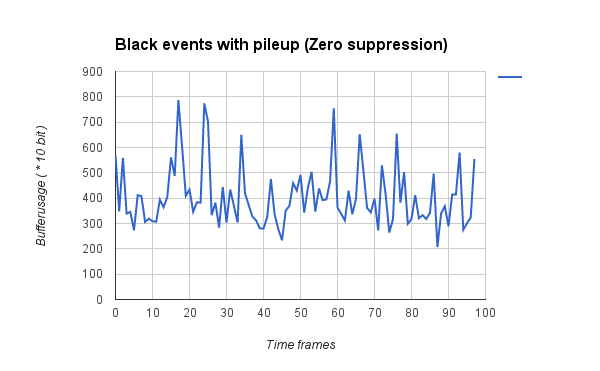 Black events with pileup (Zero suppression)
900
800
700
600
500
400
300
200
100
0
Bufferusage ( * 10 bit )
0 10 20 30 40 50 60 70 80 90 100
Time frames